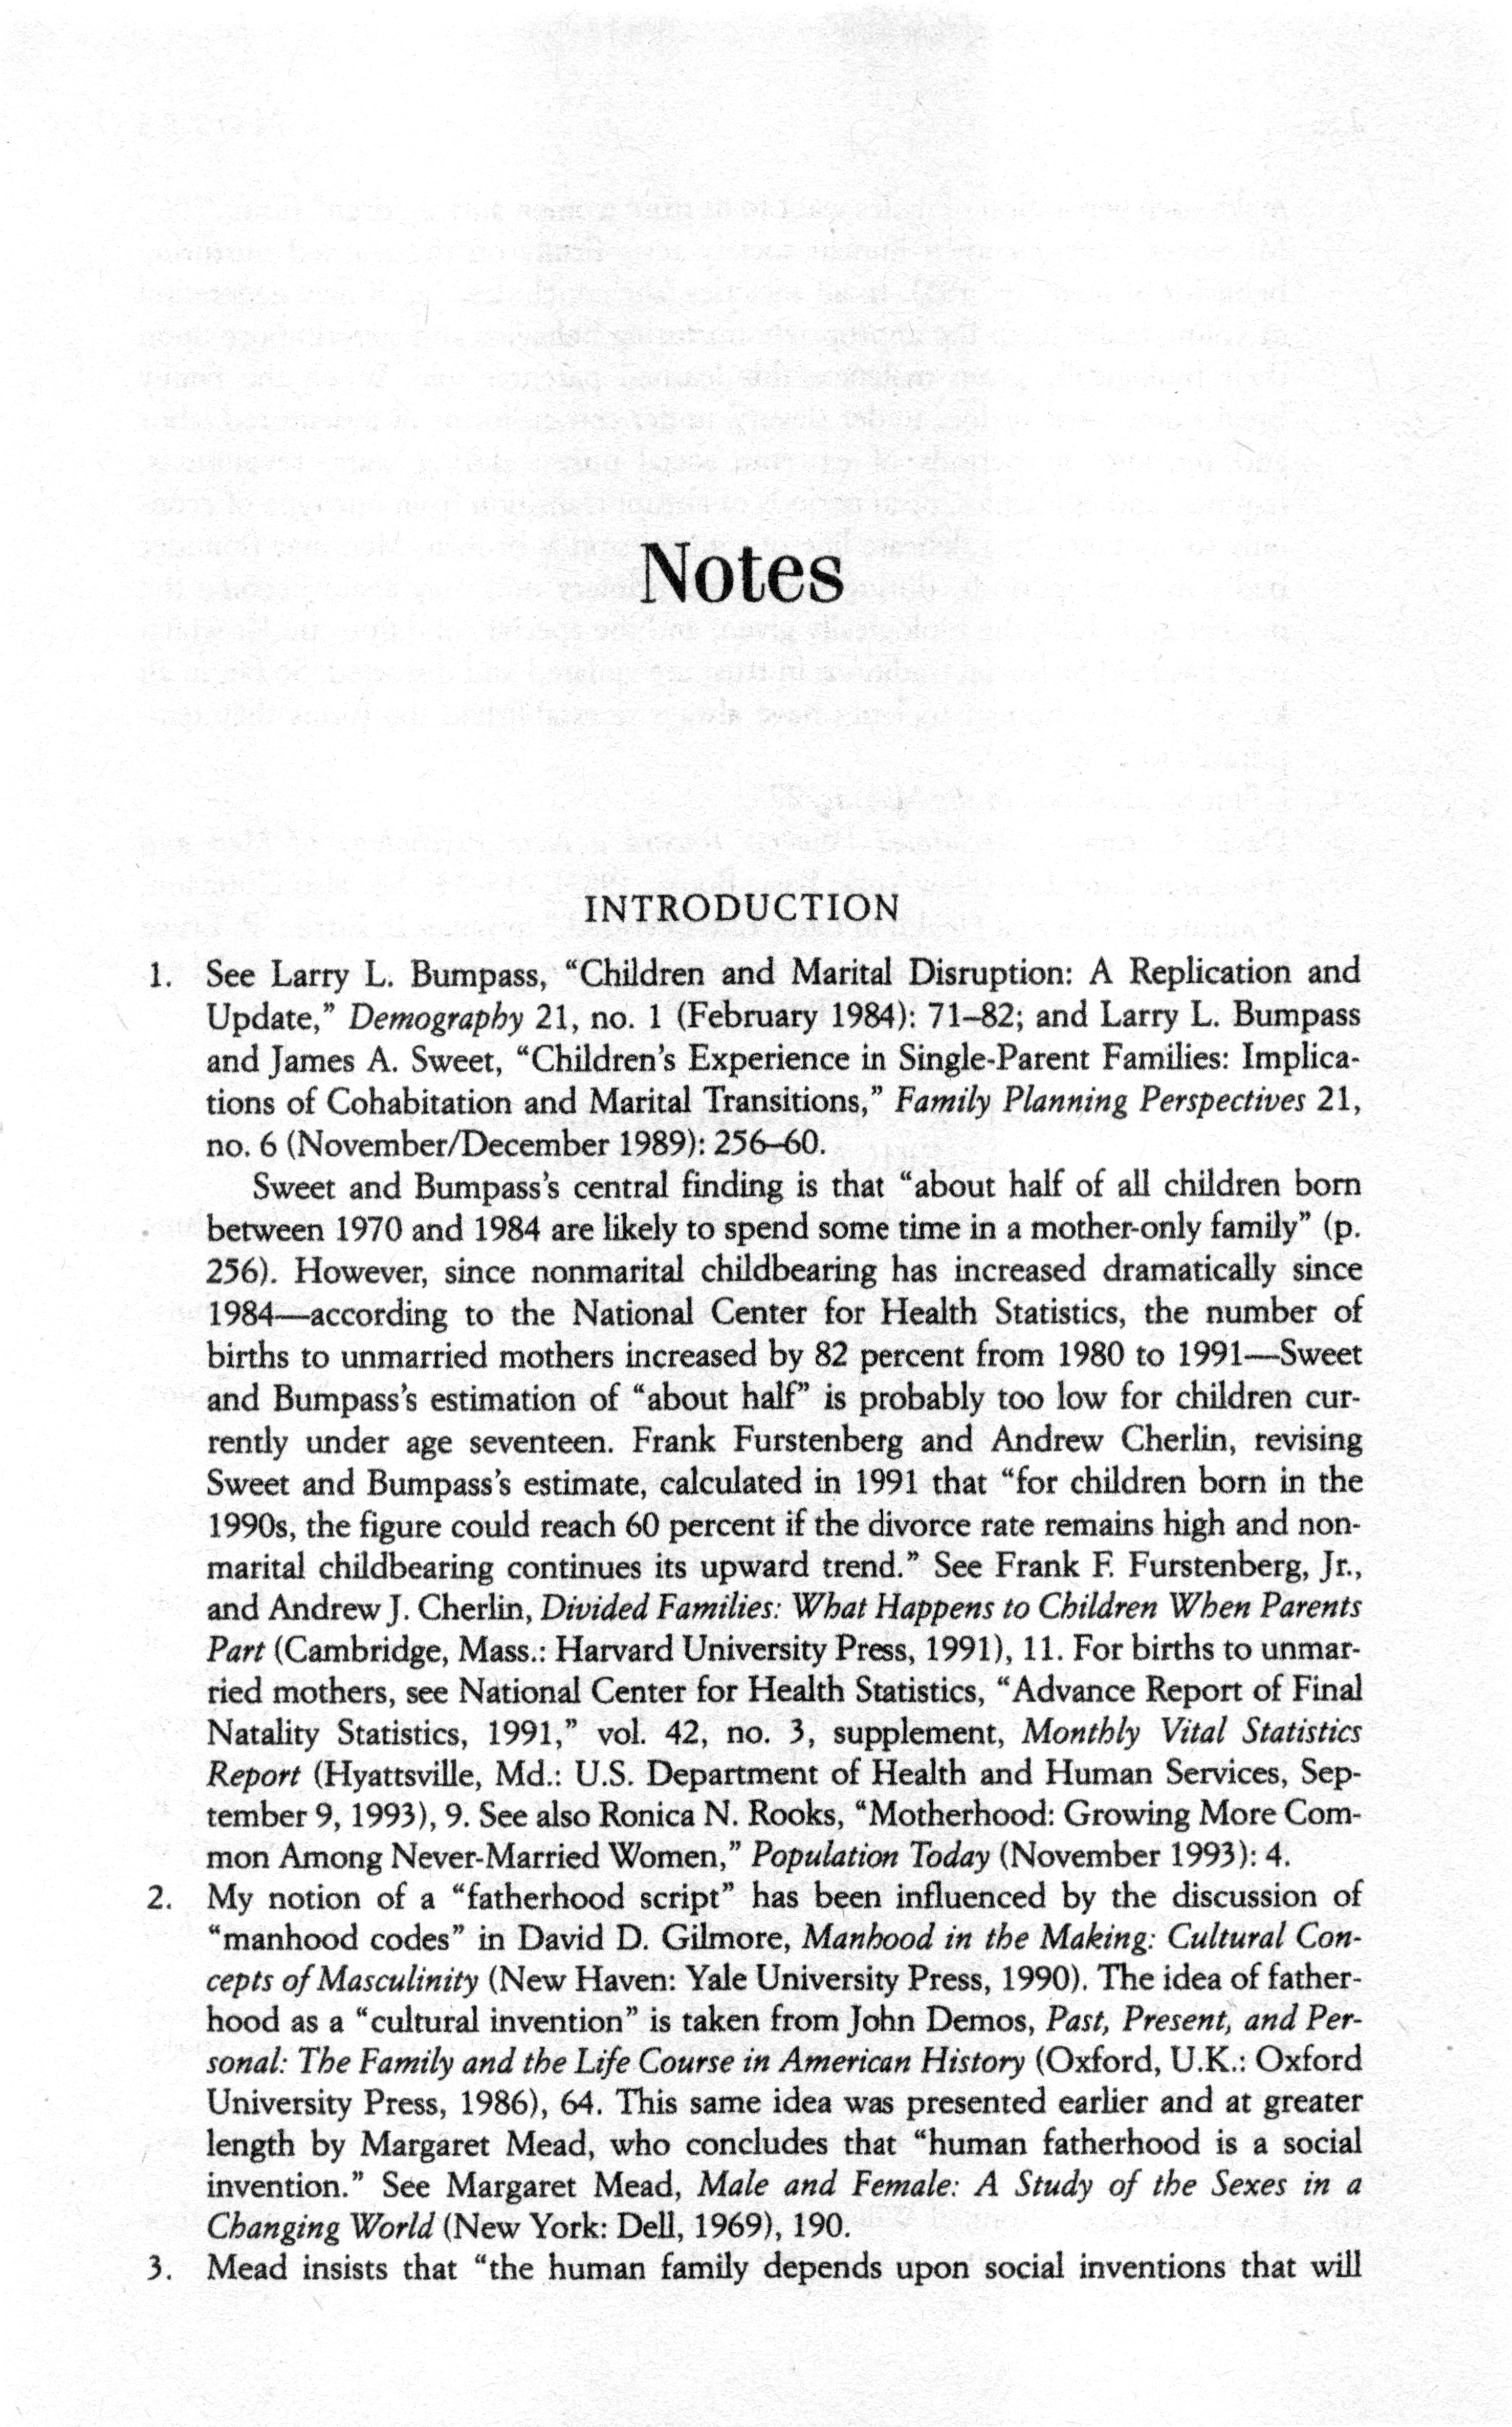 Notes
INTRODUCTION
1. See Larry L. Bumpass, “Children and Marital Disruption: A Replication and
Update,” Demography 21, no. 1 (February 1984): 71–82; and Larry L. Bumpass
and James A. Sweet, “Children’s Experience in Single-Parent Families: Implica-
tions of Cohabitation and Marital Transitions,” Family Planning Perspectives 21,
no. 6 (November/December 1989): 256–60.
Sweet and Bumpass’s central finding is that “about half of all children born
between 1970 and 1984 are likely to spend some time in a mother-only family” (p.
256). However, since nonmarital childbearing has increased dramatically since
1984—according to the National Center for Health Statistics, the number of
births to unmarried mothers increased by 82 percent from 1980 to 1991—Sweet
and Bumpass’s estimation of “about half” is probably too low for children cur-
rently under age seventeen. Frank Furstenberg and Andrew Cherlin, revising
Sweet and Bumpass’s estimate, calculated in 1991 that “for children born in the
1990s, the figure could reach 60 percent if the divorce rate remains high and non-
marital childbearing continues its upward trend.” See Frank F. Furstenberg, Jr.,
and Andrew J. Cherlin, Divided Families: What Happens to Children When Parents
Part (Cambridge, Mass.: Harvard University Press, 1991), 11. For births to unmar-
ried mothers, see National Center for Health Statistics, “Advance Report of Final
Natality Statistics, 1991,” vol. 42, no. 3, supplement, Monthly Vital Statistics
Report (Hyattsville, Md.: U.S. Department of Health and Human Services, Sep-
tember 9, 1993), 9. See also Ronica N. Rooks, “Motherhood: Growing More Com-
mon Among Never-Married Women,” Population Today (November 1993): 4.
2. My notion of a “fatherhood script” has been influenced by the discussion of
“manhood codes” in David D. Gilmore, Manhood in the Making: Cultural Con-
cepts of Masculinity (New Haven: Yale University Press, 1990). The idea of father-
hood as a “cultural invention” is taken from John Demos, Past, Present, and Per-
sonal: The Family and the Life Course in American History (Oxford, U.K.: Oxford
University Press, 1986), 64. This same idea was presented earlier and at greater
length by Margaret Mead, who concludes that “human fatherhood is a social
invention.” See Margaret Mead, Male and Female: A Study of the Sexes in a
Changing World (New York: Dell, 1969), 190.
3. Mead insists that “the human family depends upon social inventions that will